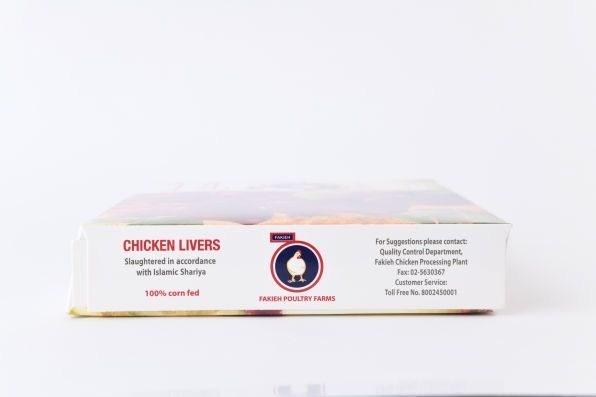 CHICKEN LIVERS
Slaughtered in accordance
with Islamic Shariya
100% corn fed
FAKIEH
FAKIEH POULTRY FARMS
For Suggestions please contact:
Quality Control Department,
Fakieh Chicken Processing Plant
Fax: 02-5630367
Customer Service:
Toll Free No. 8002450001